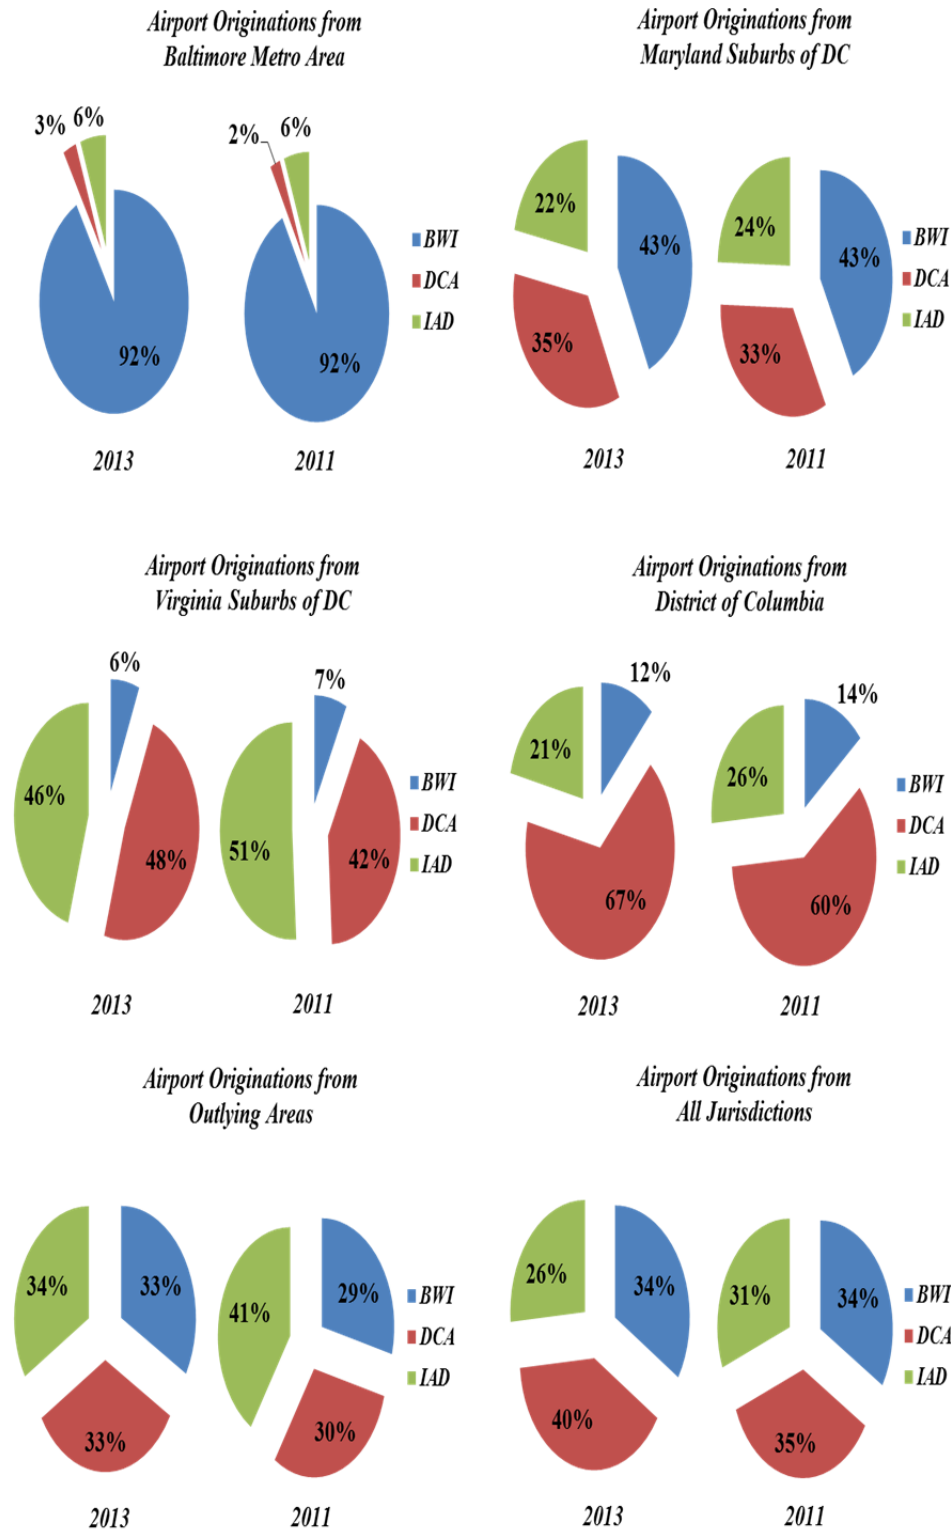 Airport Originations from
Baltimore Metro Area
3%
6%
92%
2013
2%
6%
92%
2011
BWI
DCA
IAD
Airport Originations from
Maryland Suburbs of DC
22%
43%
35%
2013
24%
43%
33%
2011
BWI
DCA
IAD
Airport Originations from
Virginia Suburbs of DC
6%
46%
48%
2013
7%
51%
42%
2011
BWI
DCA
IAD
Airport Originations from
District of Columbia
12%
21%
67%
2013
14%
26%
60%
2011
BWI
DCA
IAD
Airport Originations from
Outlying Areas
34%
33%
33%
2013
41%
29%
30%
2011
BWI
DCA
IAD
Airport Originations from
All Jurisdictions
26%
34%
40%
2013
31%
34%
35%
2011
BWI
DCA
IAD